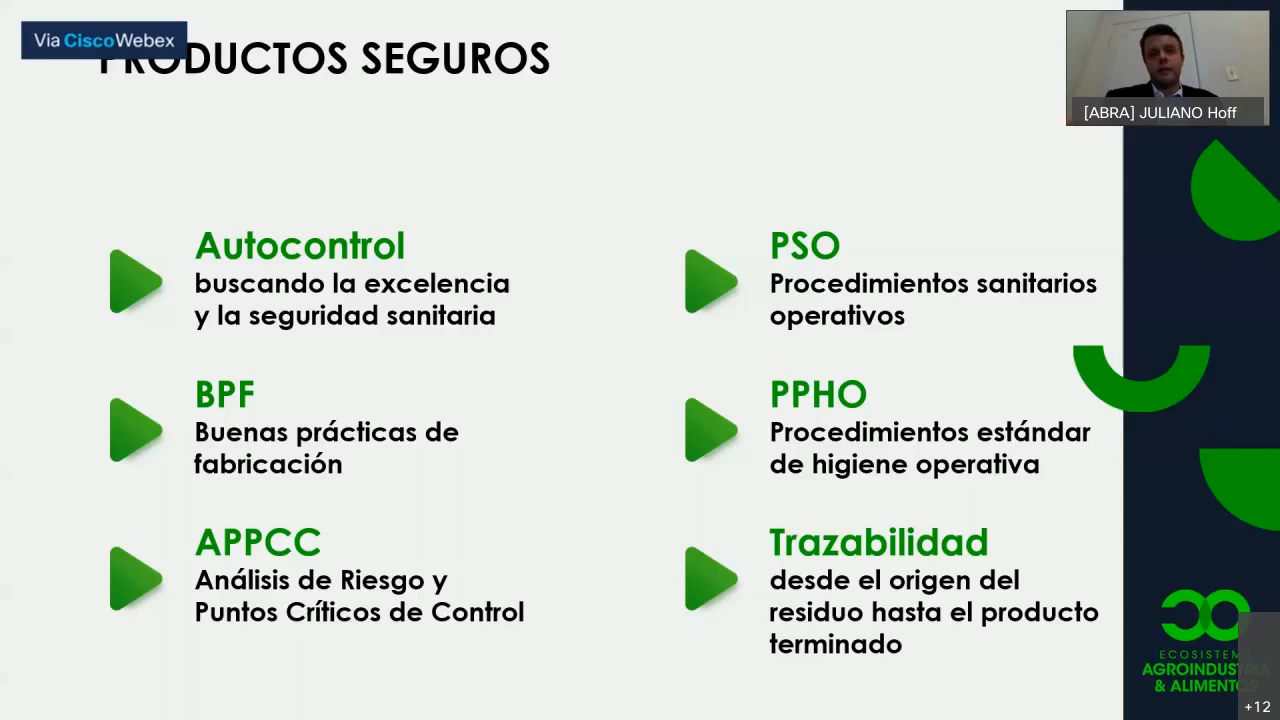 Via Cisco Webex
PRODUCTOS SEGUROS
[ABRA] JULIANO Hoff
Autocontrol
buscando la excelencia
y la seguridad sanitaria
BPF
Buenas prácticas de
fabricación
APPCC
Análisis de Riesgo y
Puntos Críticos de Control
PSO
Procedimientos sanitarios
operativos
PPHO
Procedimientos estándar
de higiene operativa
Trazabilidad
desde el origen del
residuo hasta el producto
terminado
ECOSISTEMA
AGROINDUSTRIA
& ALIMENTOS
+12